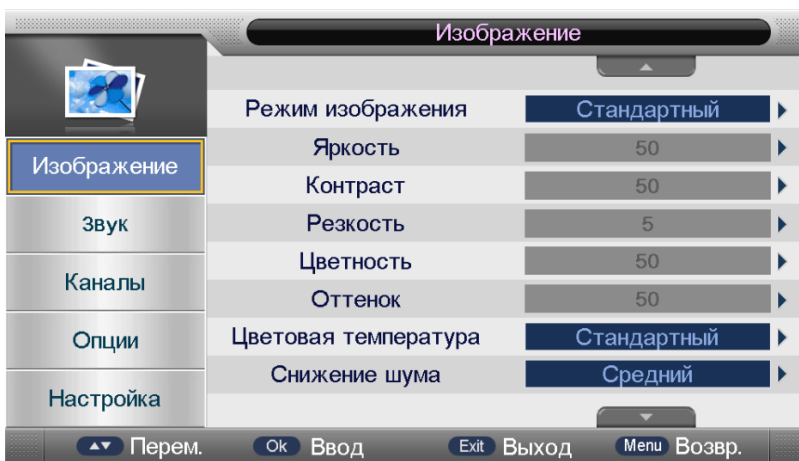 Изображение
Режим изображения Стандартный
Яркость 50
Изображение
Контраст 50
Звук
Резкость 5
Цветность 50
Каналы
Оттенок 50
Опции
Цветовая температура Стандартный
Снижение шума Средний
Настройка
Перем. Ok Ввод Exit Выход Menu Возвр.